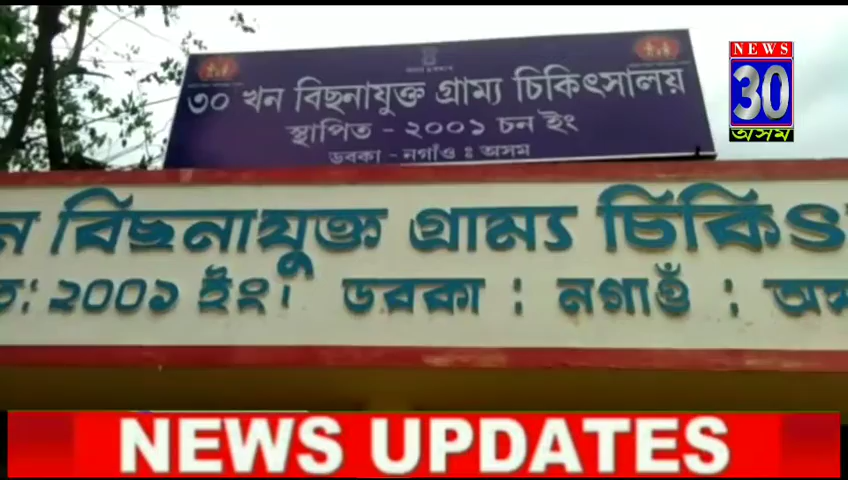 ৩০ খন বিছনাযুক্ত গ্ৰাম্য চিকিৎসালয়
স্থাপিত - ২০০১ চন ইং
ডবকা - নগাঁও ঃ অসম
NEWS
30
অসম
ন বিছনাযুক্ত গ্ৰাম্য চিকিৎস
ত: ২০০১ ইং। ডবকা : নগাওঁ : অস
NEWS UPDATES